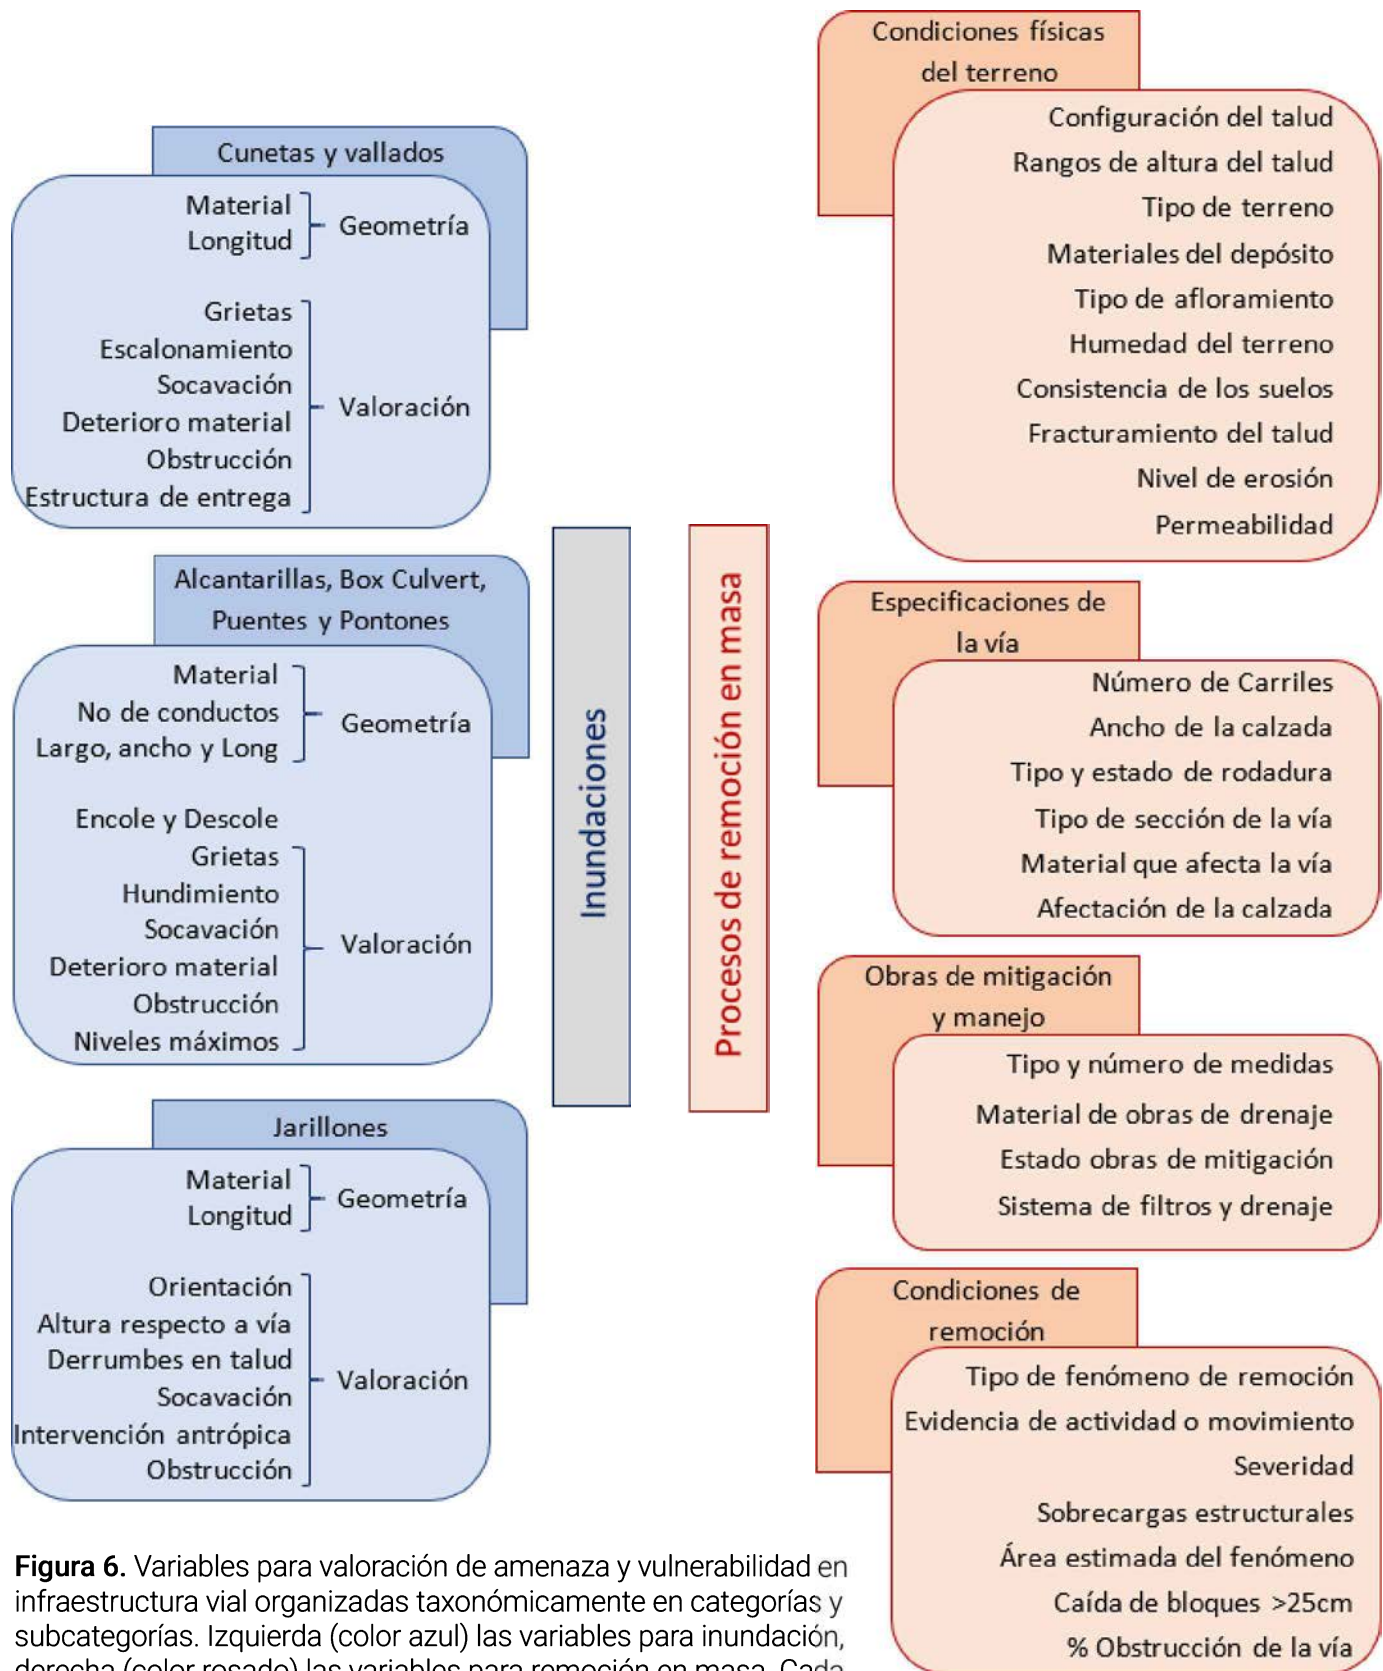 Cunetas y vallados
Material
Longitud
Geometría
Grietas
Escalonamiento
Socavación
Deterioro material
Obstrucción
Estructura de entrega
Valoración
Alcantarillas, Box Culvert,
Puentes y Pontones
Material
No de conductos
Largo, ancho y Long
Geometría
Encole y Descole
Grietas
Hundimiento
Socavación
Deterioro material
Obstrucción
Niveles máximos
Valoración
Jarillones
Material
Longitud
Geometría
Orientación
Altura respecto a vía
Derrumbes en talud
Socavación
Intervención antrópica
Obstrucción
Valoración
Inundaciones
Procesos de remoción en masa
Condiciones físicas
del terreno
Configuración del talud
Rangos de altura del talud
Tipo de terreno
Materiales del depósito
Tipo de afloramiento
Humedad del terreno
Consistencia de los suelos
Fracturamiento del talud
Nivel de erosión
Permeabilidad
Especificaciones de
la vía
Número de Carriles
Ancho de la calzada
Tipo y estado de rodadura
Tipo de sección de la vía
Material que afecta la vía
Afectación de la calzada
Obras de mitigación
y manejo
Tipo y número de medidas
Material de obras de drenaje
Estado obras de mitigación
Sistema de filtros y drenaje
Condiciones de
remoción
Tipo de fenómeno de remoción
Evidencia de actividad o movimiento
Severidad
Sobrecargas estructurales
Área estimada del fenómeno
Caída de bloques >25cm
% Obstrucción de la vía
Figura 6. Variables para valoración de amenaza y vulnerabilidad en
infraestructura vial organizadas taxonómicamente en categorías y
subcategorías. Izquierda (color azul) las variables para inundación,
derecha (color rosado) las variables para remoción en masa. Cada